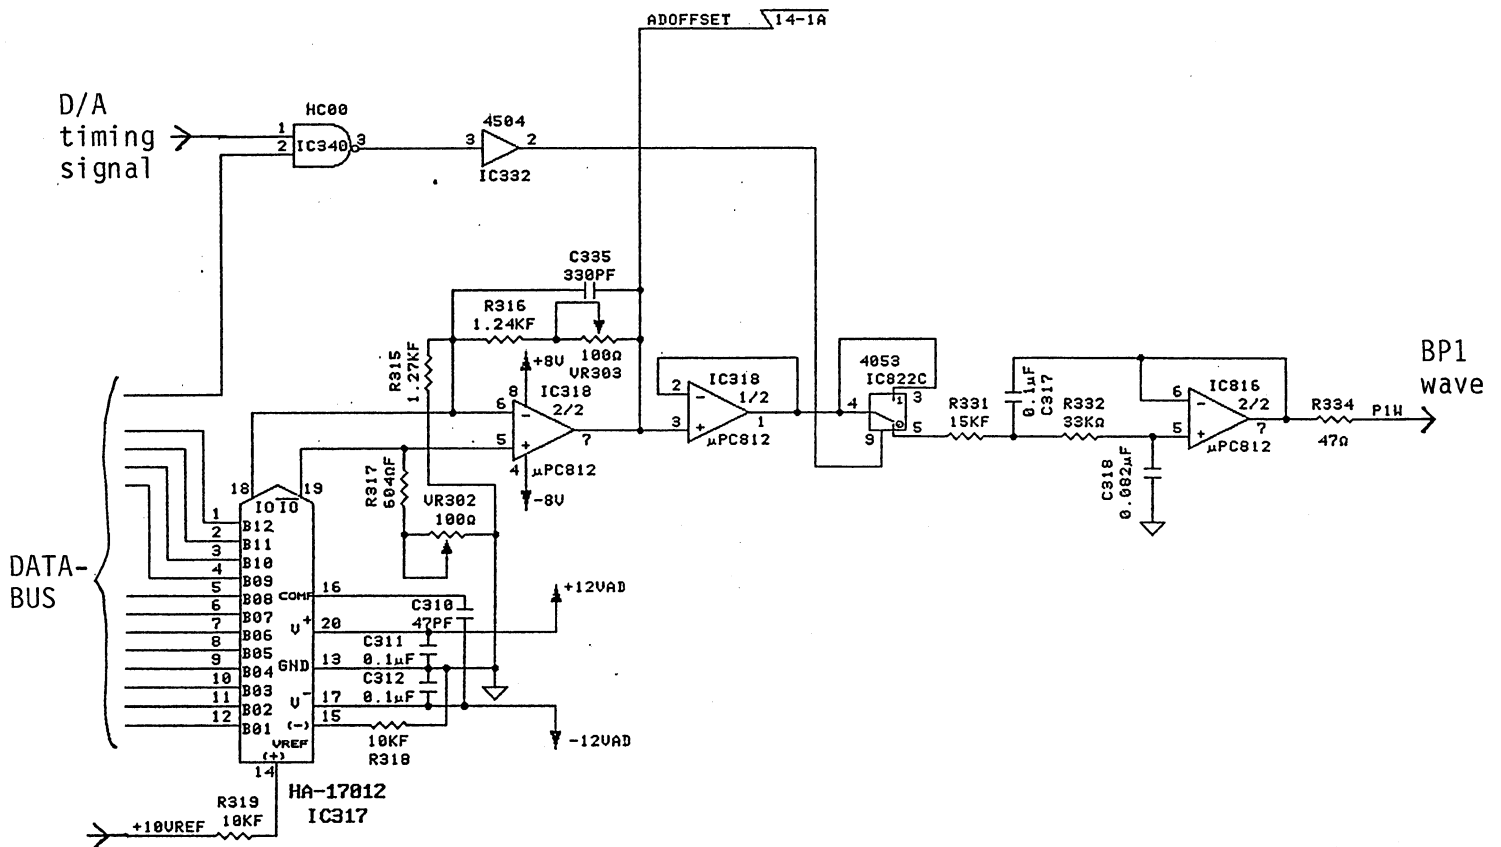 ADOFFSET 14-1A
D/A
timing
signal
HC00
1
2
IC340
3
3
4504
2
IC332
C335
330PF
R316
1.24KF
100Ω
VR303
R315
1.27KF
+8V
8
IC318
2/2
6
5
7
4
μPC812
-8V
IC318
1/2
2
3
1
μPC812
4053
IC822C
4
1
3
0
5
9
R331
15KF
0.1μF
C317
R332
33KΩ
C318
0.082μF
IC816
2/2
6
5
7
μPC812
R334
47Ω
P1W
BP1
wave
R317
604ΩF
VR302
100Ω
18
19
IO IO
DATA-
BUS
1 B12
2 B11
3 B10
4 B09
5 B08
6 B07
7 B06
8 B05
9 B04
10 B03
11 B02
12 B01
COMP 16
V+ 20
GND 13
V- 17
(-) 15
VREF
(+)
14
C310
47PF
C311
0.1μF
C312
0.1μF
+12VAD
-12VAD
10KF
R318
HA-17012
IC317
R319
10KF
+10VREF